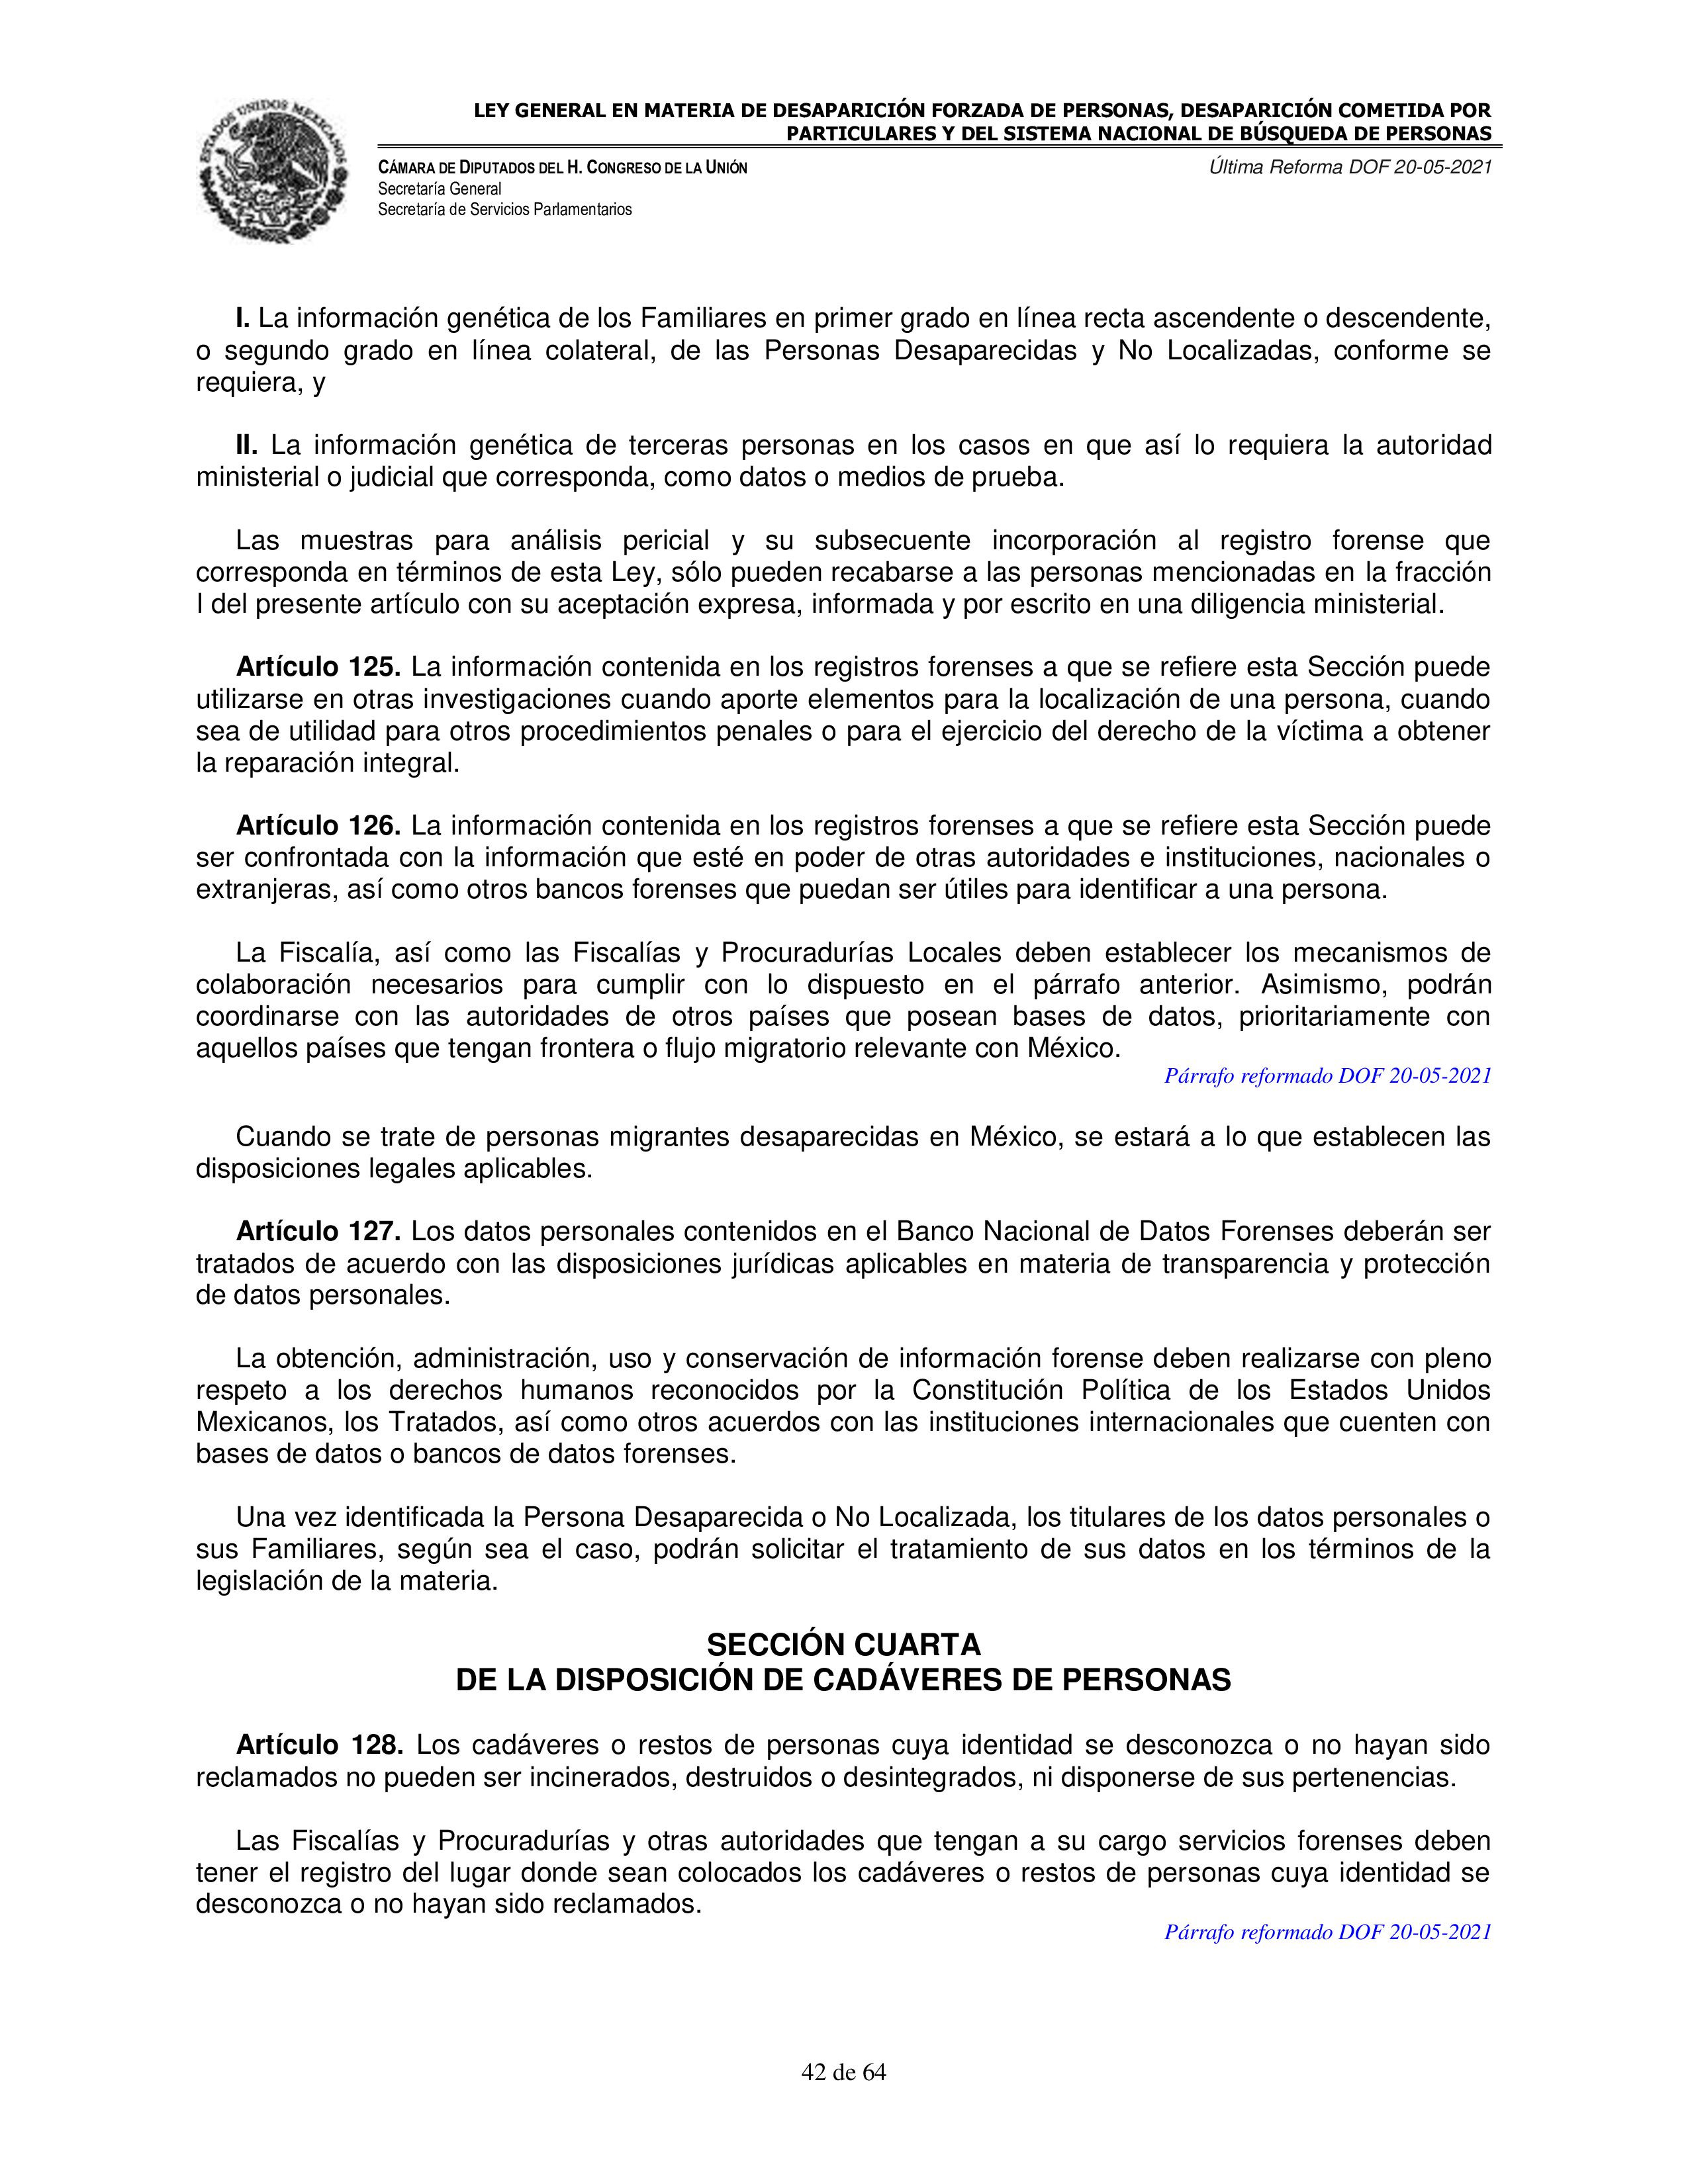 ESTADOS UNIDOS MEXICANOS
LEY GENERAL EN MATERIA DE DESAPARICIÓN FORZADA DE PERSONAS, DESAPARICIÓN COMETIDA POR
PARTICULARES Y DEL SISTEMA NACIONAL DE BÚSQUEDA DE PERSONAS
CÁMARA DE DIPUTADOS DEL H. CONGRESO DE LA UNIÓN
Secretaría General
Secretaría de Servicios Parlamentarios
Última Reforma DOF 20-05-2021
I. La información genética de los Familiares en primer grado en línea recta ascendente o descendente,
o segundo grado en línea colateral, de las Personas Desaparecidas y No Localizadas, conforme se
requiera, y
II. La información genética de terceras personas en los casos en que así lo requiera la autoridad
ministerial o judicial que corresponda, como datos o medios de prueba.
Las muestras para análisis pericial y su subsecuente incorporación al registro forense que
corresponda en términos de esta Ley, sólo pueden recabarse a las personas mencionadas en la fracción
I del presente artículo con su aceptación expresa, informada y por escrito en una diligencia ministerial.
Artículo 125. La información contenida en los registros forenses a que se refiere esta Sección puede
utilizarse en otras investigaciones cuando aporte elementos para la localización de una persona, cuando
sea de utilidad para otros procedimientos penales o para el ejercicio del derecho de la víctima a obtener
la reparación integral.
Artículo 126. La información contenida en los registros forenses a que se refiere esta Sección puede
ser confrontada con la información que esté en poder de otras autoridades e instituciones, nacionales o
extranjeras, así como otros bancos forenses que puedan ser útiles para identificar a una persona.
La Fiscalía, así como las Fiscalías y Procuradurías Locales deben establecer los mecanismos de
colaboración necesarios para cumplir con lo dispuesto en el párrafo anterior. Asimismo, podrán
coordinarse con las autoridades de otros países que posean bases de datos, prioritariamente con
aquellos países que tengan frontera o flujo migratorio relevante con México.
Párrafo reformado DOF 20-05-2021
Cuando se trate de personas migrantes desaparecidas en México, se estará a lo que establecen las
disposiciones legales aplicables.
Artículo 127. Los datos personales contenidos en el Banco Nacional de Datos Forenses deberán ser
tratados de acuerdo con las disposiciones jurídicas aplicables en materia de transparencia y protección
de datos personales.
La obtención, administración, uso y conservación de información forense deben realizarse con pleno
respeto a los derechos humanos reconocidos por la Constitución Política de los Estados Unidos
Mexicanos, los Tratados, así como otros acuerdos con las instituciones internacionales que cuenten con
bases de datos o bancos de datos forenses.
Una vez identificada la Persona Desaparecida o No Localizada, los titulares de los datos personales o
sus Familiares, según sea el caso, podrán solicitar el tratamiento de sus datos en los términos de la
legislación de la materia.
SECCIÓN CUARTA
DE LA DISPOSICIÓN DE CADÁVERES DE PERSONAS
Artículo 128. Los cadáveres o restos de personas cuya identidad se desconozca o no hayan sido
reclamados no pueden ser incinerados, destruidos o desintegrados, ni disponerse de sus pertenencias.
Las Fiscalías y Procuradurías y otras autoridades que tengan a su cargo servicios forenses deben
tener el registro del lugar donde sean colocados los cadáveres o restos de personas cuya identidad se
desconozca o no hayan sido reclamados.
Párrafo reformado DOF 20-05-2021
42 de 64